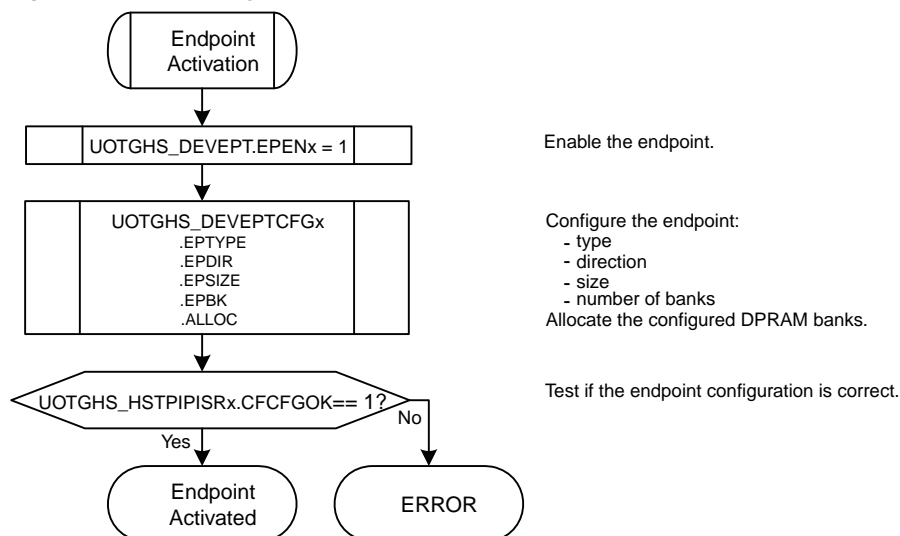 Endpoint
Activation
UOTGHS_DEVEPT.EPENx = 1
Enable the endpoint.
UOTGHS_DEVEPTCFGx
.EPTYPE
.EPDIR
.EPSIZE
.EPBK
.ALLOC
Configure the endpoint:
- type
- direction
- size
- number of banks
Allocate the configured DPRAM banks.
UOTGHS_HSTPIPISRx.CFCFGOK== 1?
Test if the endpoint configuration is correct.
No
Yes
Endpoint
Activated
ERROR